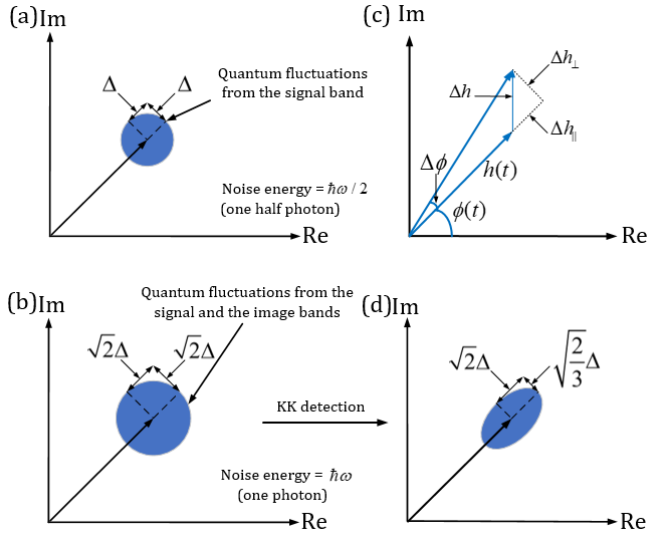 (a) Im
Δ Δ
Quantum fluctuations
from the signal band
Noise energy = ħω / 2
(one half photon)
Re
(c) Im
Δh⊥
Δh
Δh∥
Δϕ
h(t)
ϕ(t)
Re
(b) Im
Quantum fluctuations from the
signal and the image bands
√2Δ √2Δ
KK detection
Noise energy = ħω
(one photon)
Re
(d) Im
√2Δ √(2/3)Δ
Re